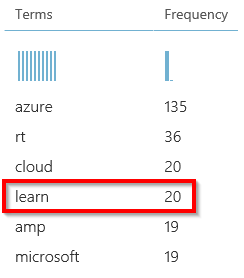 Terms Frequency
azure 135
rt 36
cloud 20
learn 20
amp 19
microsoft 19